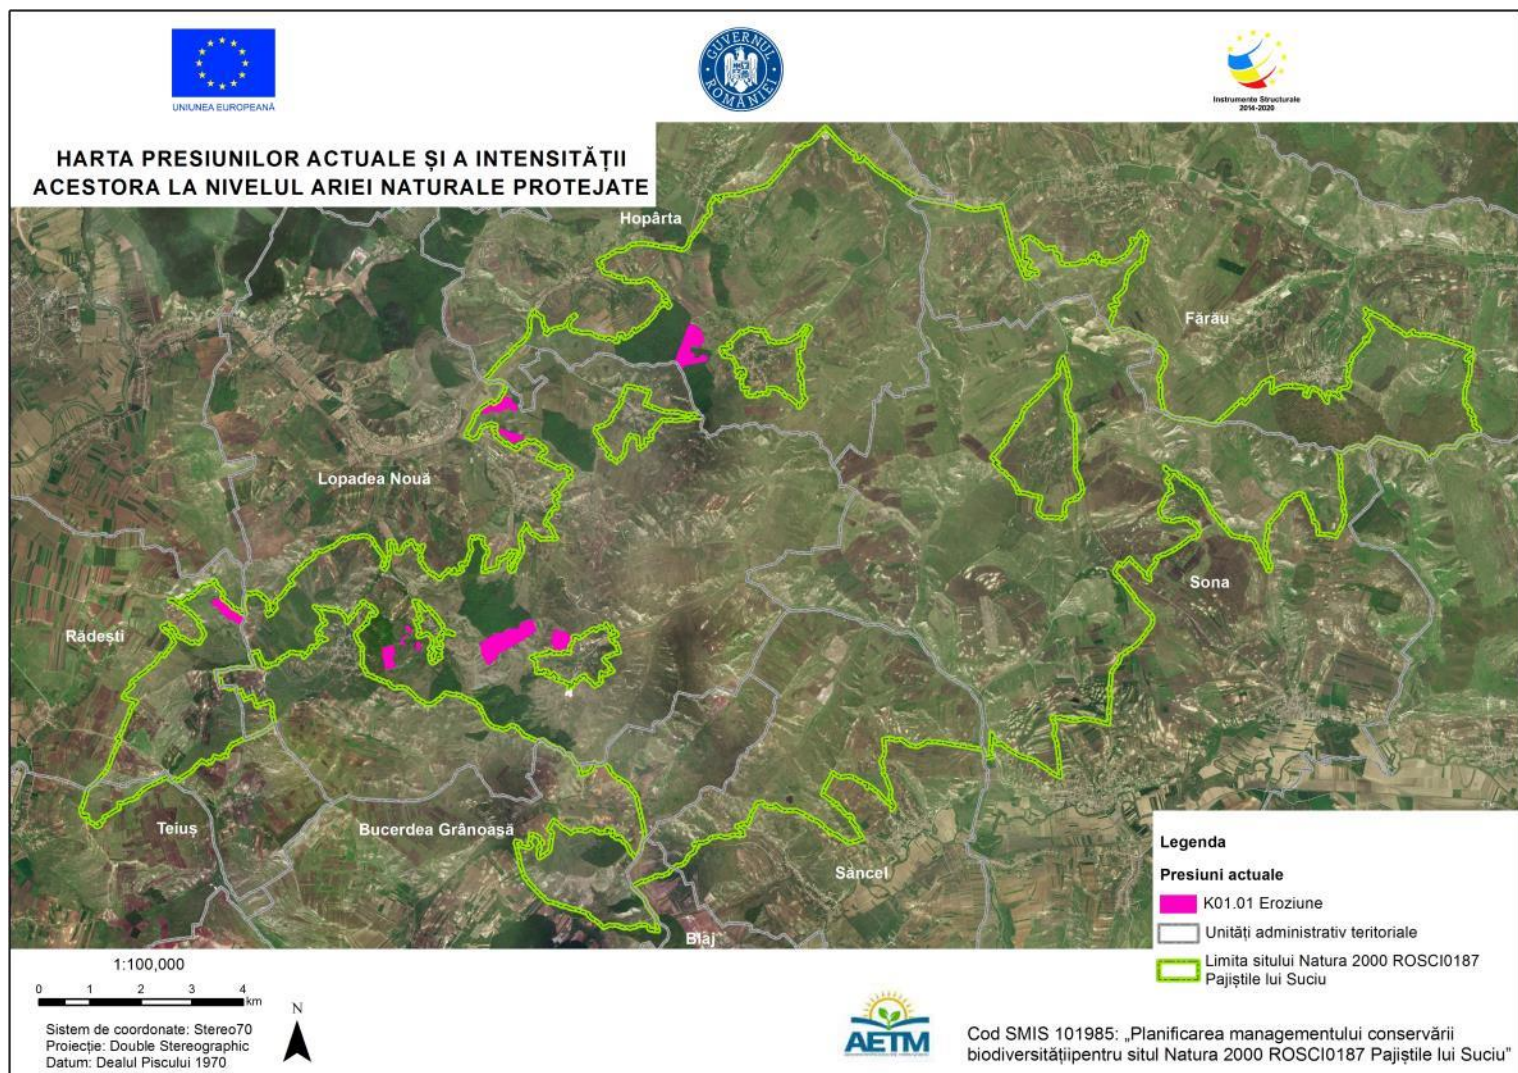 UNIUNEA EUROPEANĂ
GUVERNUL ROMÂNIEI
Instrumente Structurale
2014-2020
HARTA PRESIUNILOR ACTUALE ȘI A INTENSITĂȚII
ACESTORA LA NIVELUL ARIEI NATURALE PROTEJATE
Hopârta
Fărău
Lopadea Nouă
Sona
Rădești
Teiuș
Bucerdea Grânoașă
Sâncel
Blaj
Legenda
Presiuni actuale
K01.01 Eroziune
Unități administrativ teritoriale
Limita sitului Natura 2000 ROSCI0187
Pajiștile lui Suciu
1:100,000
0 1 2 3 4
km
N
Sistem de coordonate: Stereo70
Proiecție: Double Stereographic
Datum: Dealul Piscului 1970
AETM
Cod SMIS 101985: „Planificarea managementului conservării
biodiversitățiipentru situl Natura 2000 ROSCI0187 Pajiștile lui Suciu”